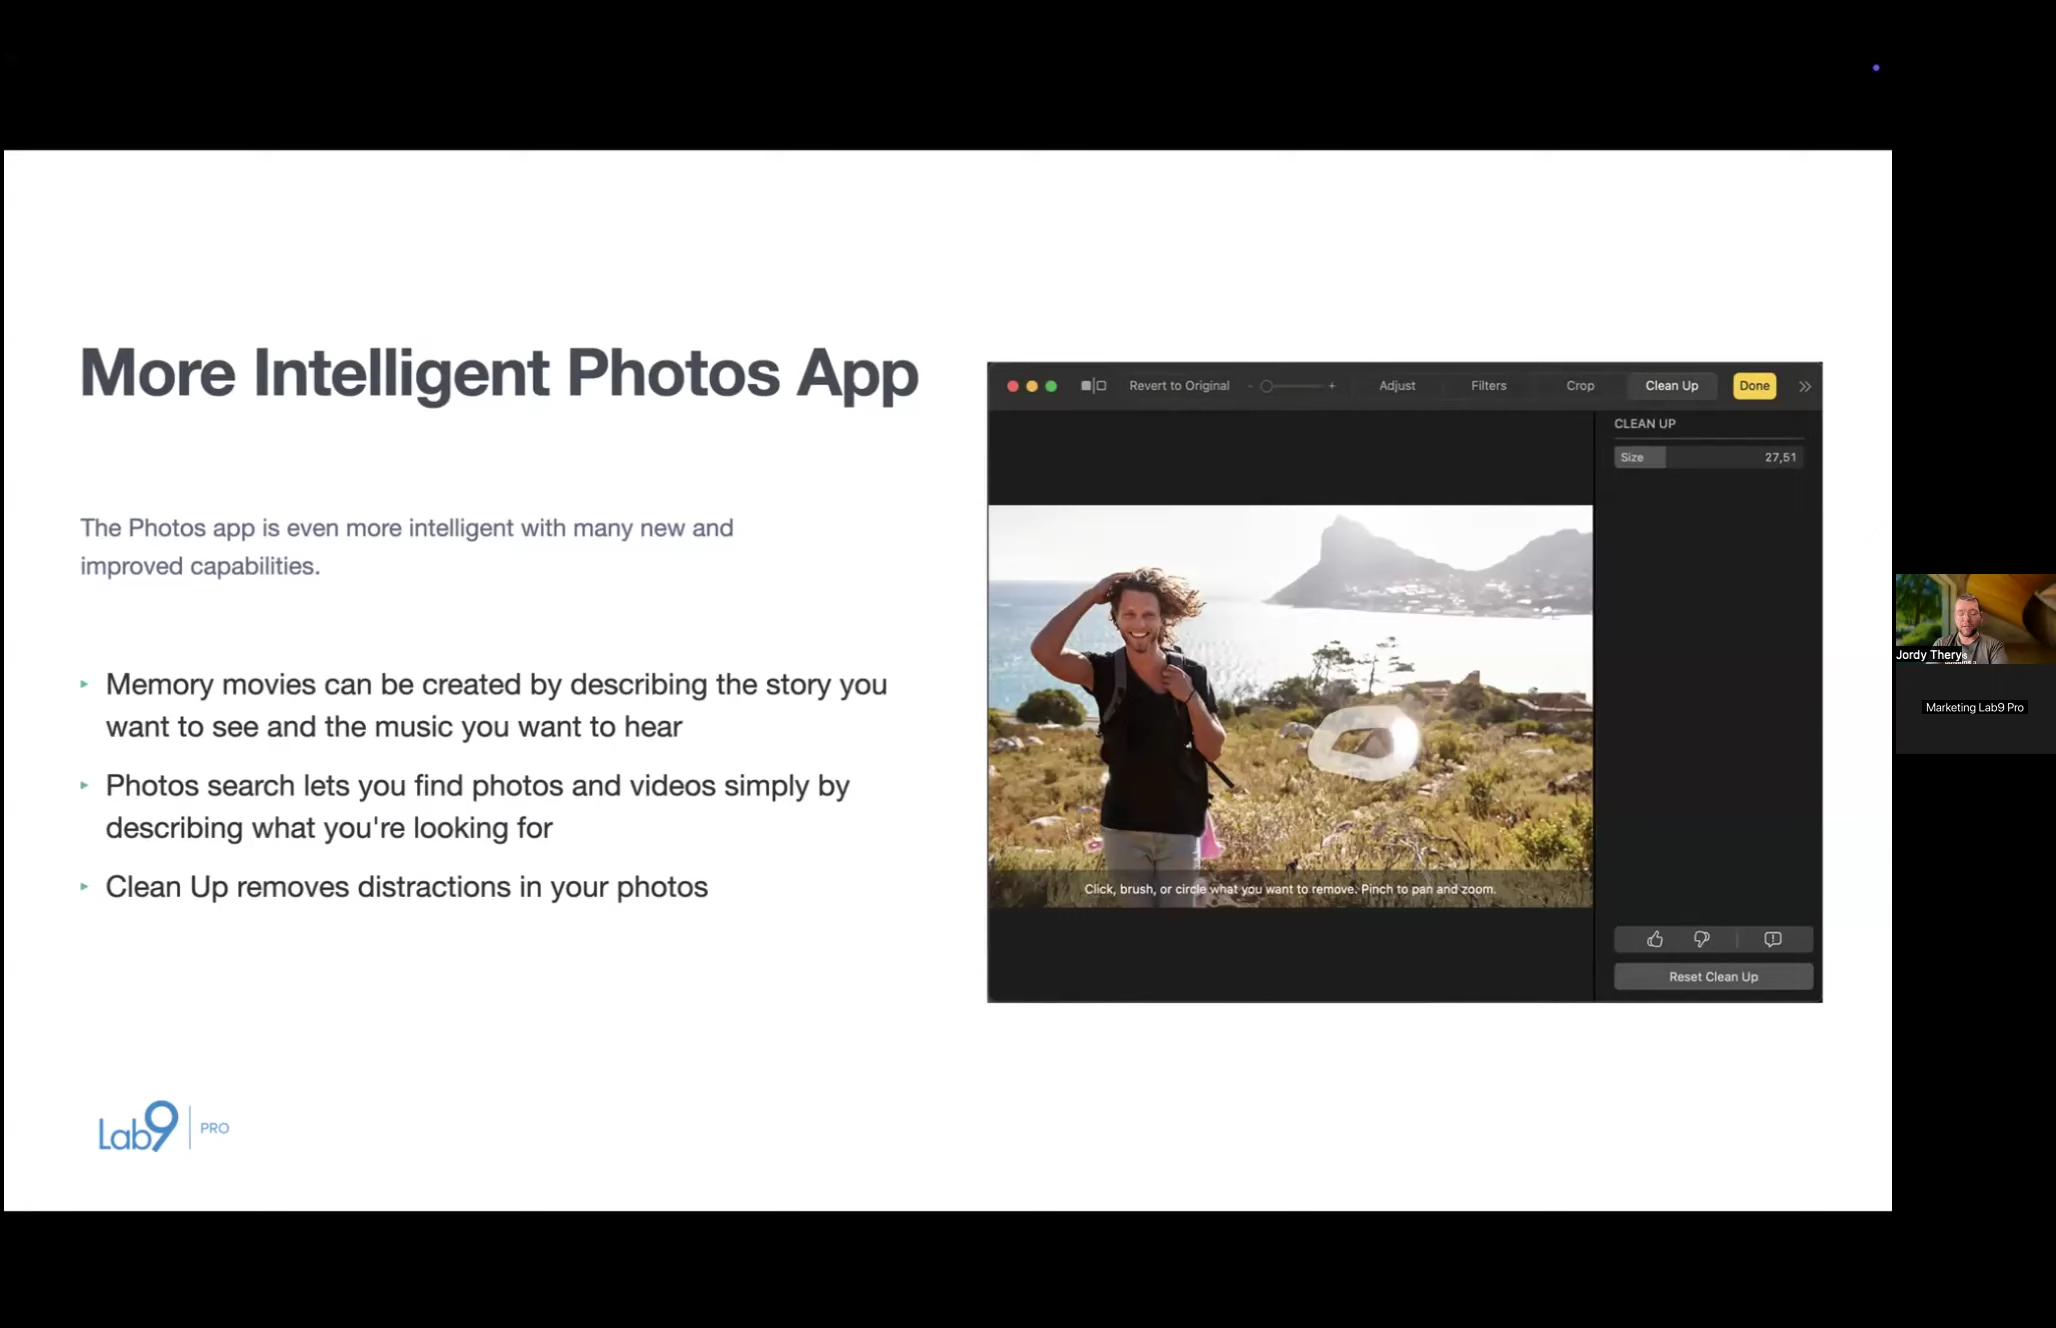 More Intelligent Photos App
The Photos app is even more intelligent with many new and
improved capabilities.
Memory movies can be created by describing the story you
want to see and the music you want to hear
Photos search lets you find photos and videos simply by
describing what you're looking for
Clean Up removes distractions in your photos
Revert to Original
Adjust
Filters
Crop
Clean Up
Done
CLEAN UP
Size 27,51
Click, brush, or circle what you want to remove. Pinch to pan and zoom.
Reset Clean Up
Lab9 PRO
Jordy Therys
Marketing Lab9 Pro